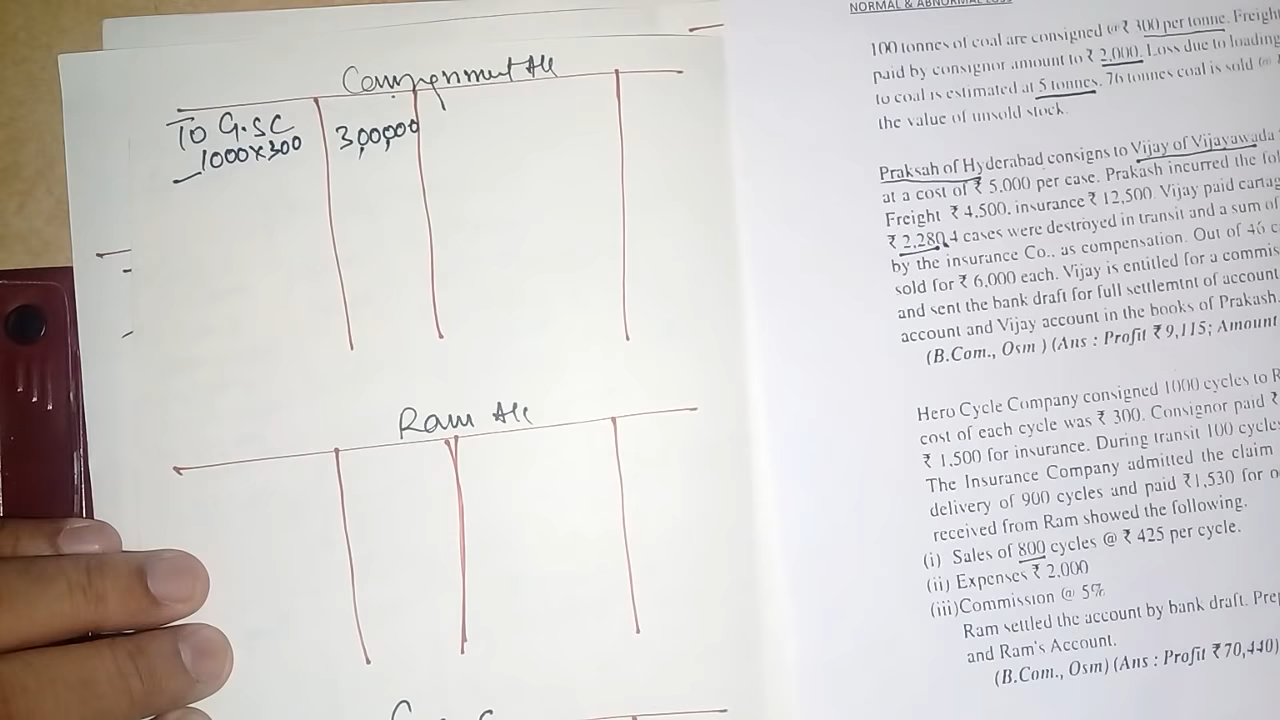 Consignment A/c
To G.S.C
1000×300
3,00,000
Ram A/c
NORMAL & ABNORMAL LOSS
100 tonnes of coal are consigned @ ₹ 300 per tonne. Freight
paid by consignor amount to ₹ 2,000. Loss due to loading
to coal is estimated at 5 tonnes. 76 tonnes coal is sold @
the value of unsold stock.
Praksah of Hyderabad consigns to Vijay of Vijayawada
at a cost of ₹ 5,000 per case. Prakash incurred the
Freight ₹ 4,500, insurance ₹ 12,500. Vijay paid
₹ 2,280. 4 cases were destroyed in transit and a sum of
by the insurance Co., as compensation. Out of 46
sold for ₹ 6,000 each. Vijay is entitled for a
and sent the bank draft for full settlemtnt of account
account and Vijay account in the books of Prakash.
(B.Com., Osm ) (Ans : Profit ₹ 9,115; Amount
Hero Cycle Company consigned 1000 cycles to
cost of each cycle was ₹ 300. Consignor paid ₹
₹ 1,500 for insurance. During transit 100 cycles
The Insurance Company admitted the claim
delivery of 900 cycles and paid ₹1,530 for
received from Ram showed the following.
(i) Sales of 800 cycles @ ₹ 425 per cycle.
(ii) Expenses ₹ 2,000
(iii)Commission @ 5%
Ram settled the account by bank draft.
and Ram's Account.
(B.Com., Osm) (Ans : Profit ₹ 70,440)